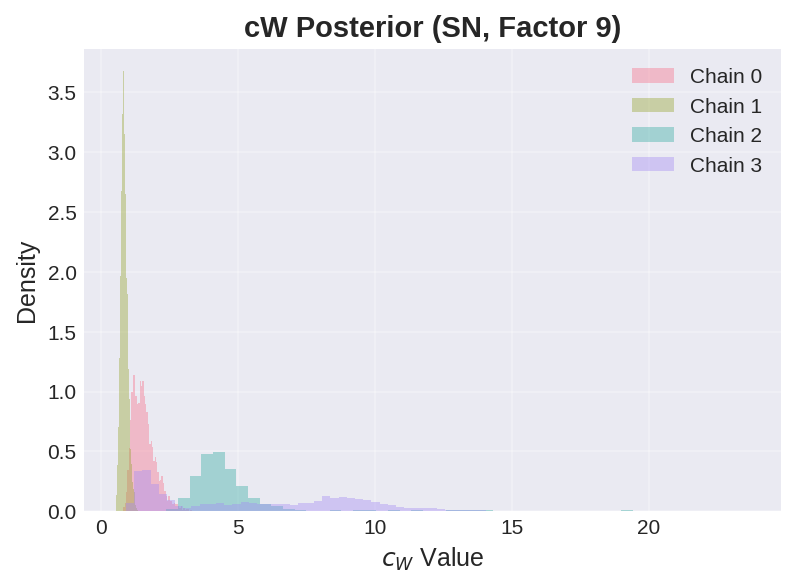 cW Posterior (SN, Factor 9)
Chain 0
Chain 1
Chain 2
Chain 3
Density
3.5
3.0
2.5
2.0
1.5
1.0
0.5
0.0
0 5 10 15 20
c_W Value